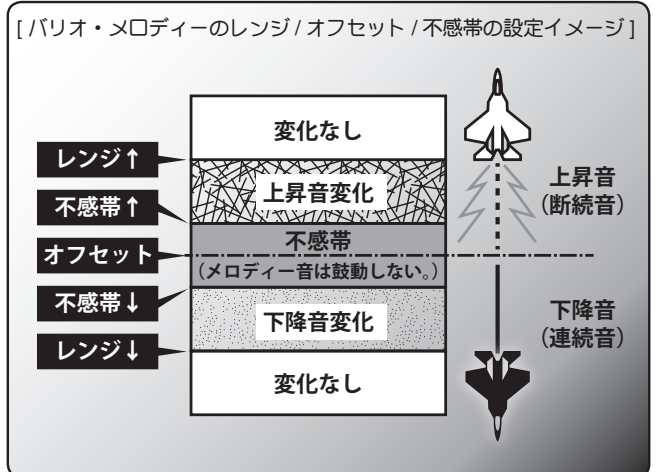 [ バリオ・メロディーのレンジ / オフセット / 不感帯の設定イメージ ]
変化なし
レンジ↑
上昇音変化
不感帯↑
不感帯
オフセット
（メロディー音は鼓動しない。）
不感帯↓
下降音変化
レンジ↓
変化なし
上昇音
（断続音）
下降音
（連続音）